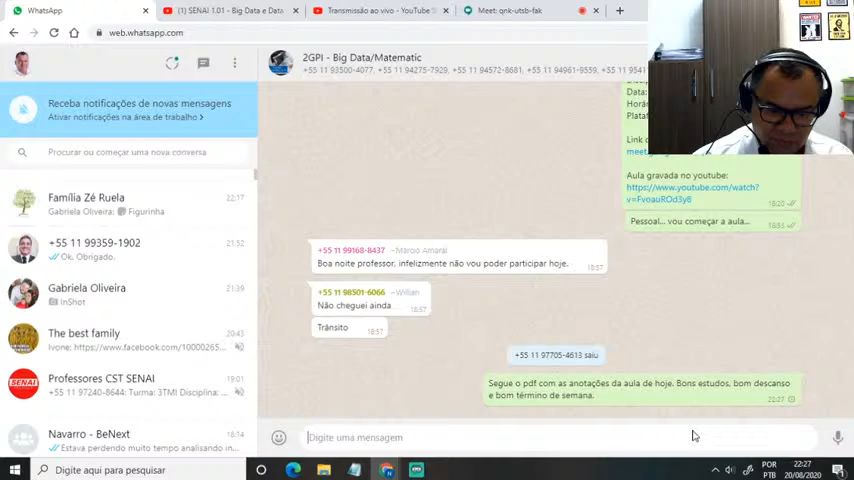 WhatsApp
(1) SENAI 1.01 - Big Data e Data
Transmissão ao vivo - YouTube S
Meet: qnk-utsb-fak
web.whatsapp.com
2GPI - Big Data/Matematic
+55 11 93500-4077, +55 11 94275-7929, +55 11 94572-8681, +55 11 94961-9559, +55 11 9541
Receba notificações de novas mensagens
Ativar notificações na área de trabalho >
Procurar ou começar uma nova conversa
Família Zé Ruela
22:17
Gabriela Oliveira: Figurinha
+55 11 99359-1902
21:52
Ok, Obrigado.
Gabriela Oliveira
21:39
InShot
The best family
20:43
Ivone: https://www.facebook.com/10000265...
Professores CST SENAI
19:01
+55 11 97240-8644: Turma: 3TMI Disciplina:
Navarro - BeNext
18:14
Estava perdendo muito tempo analisando in
Data:
Horár
Plataf
Link d
meet.g
Aula gravada no youtube:
https://www.youtube.com/watch?
v=FvoauROd3y8
18:20
Pessoal... vou começar a aula...
18:55
+55 11 99168-8437 ~Marcio Amaral
Boa noite professor, infelizmente não vou poder participar hoje.
18:57
+55 11 98501-6066 ~Willian
Não cheguei ainda
18:57
Trânsito
18:57
+55 11 97705-4613 saiu
Segue o pdf com as anotações da aula de hoje. Bons estudos, bom descanso
e bom término de semana.
22:27
Digite uma mensagem
Digite aqui para pesquisar
POR
PTB
22:27
20/08/2020